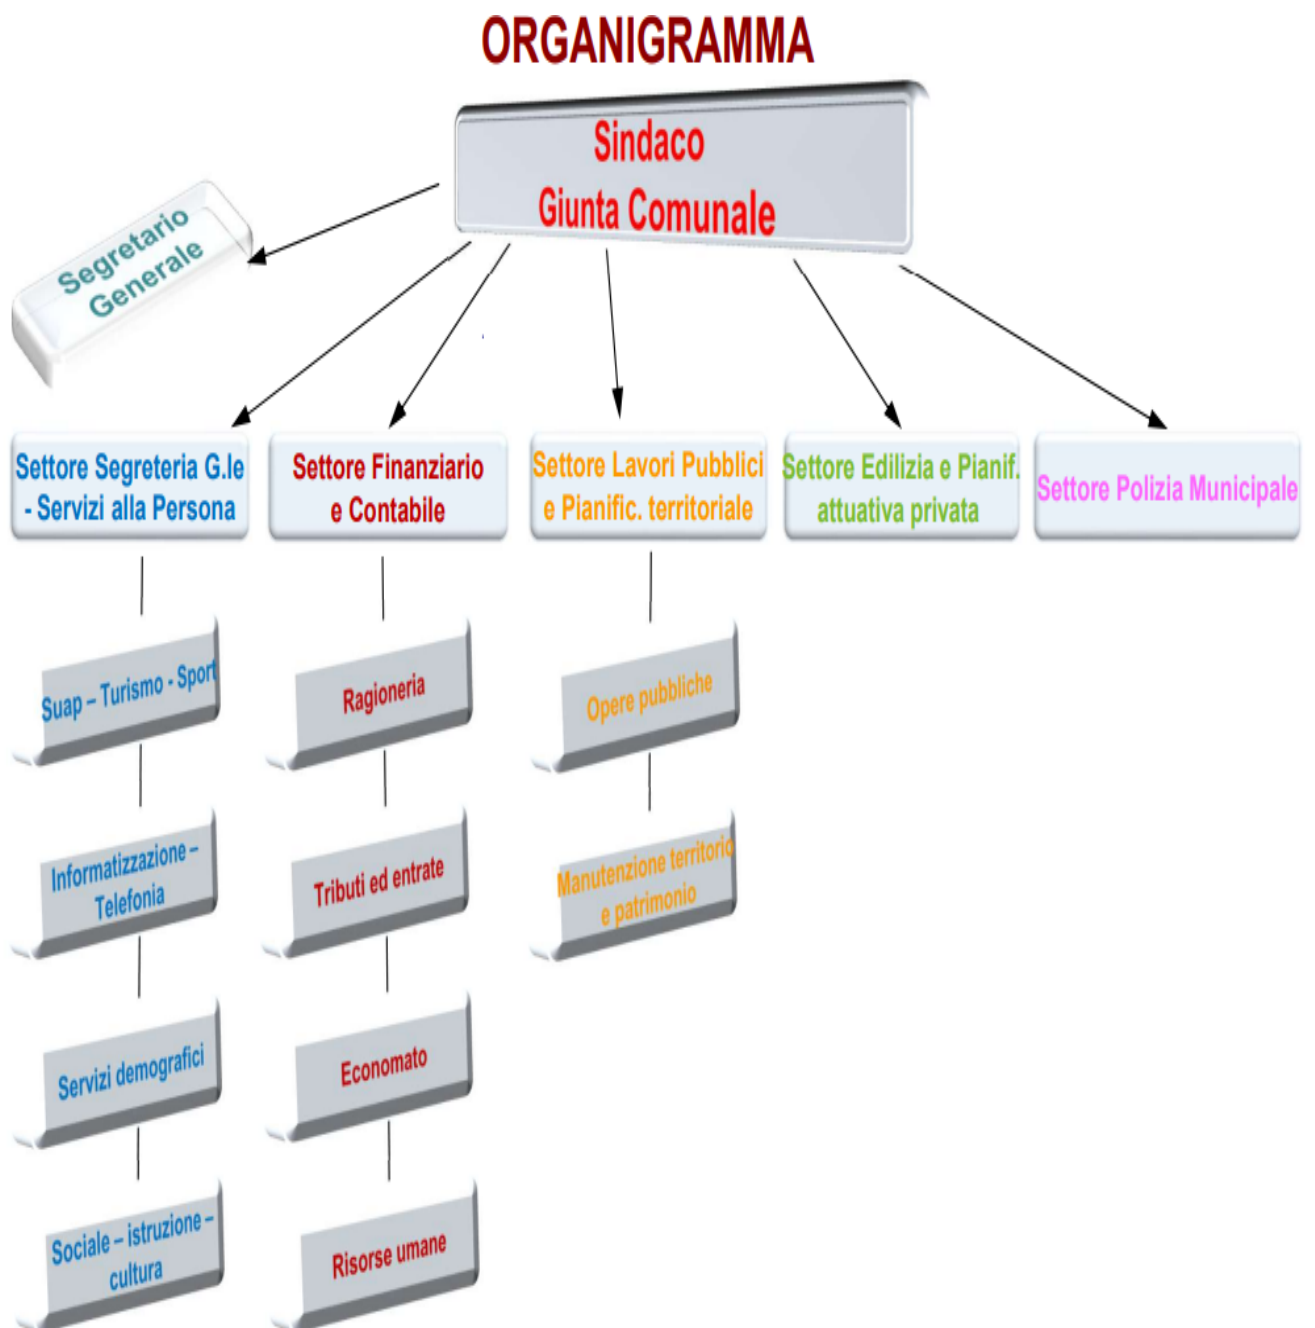 ORGANIGRAMMA
Sindaco
Giunta Comunale
Segretario
Generale
Settore Segreteria G.le
- Servizi alla Persona
Settore Finanziario
e Contabile
Settore Lavori Pubblici
e Pianific. territoriale
Settore Edilizia e Pianif.
attuativa privata
Settore Polizia Municipale
Suap – Turismo - Sport
Informatizzazione –
Telefonia
Servizi demografici
Sociale – istruzione –
cultura
Ragioneria
Tributi ed entrate
Economato
Risorse umane
Opere pubbliche
Manutenzione territorio
e patrimonio